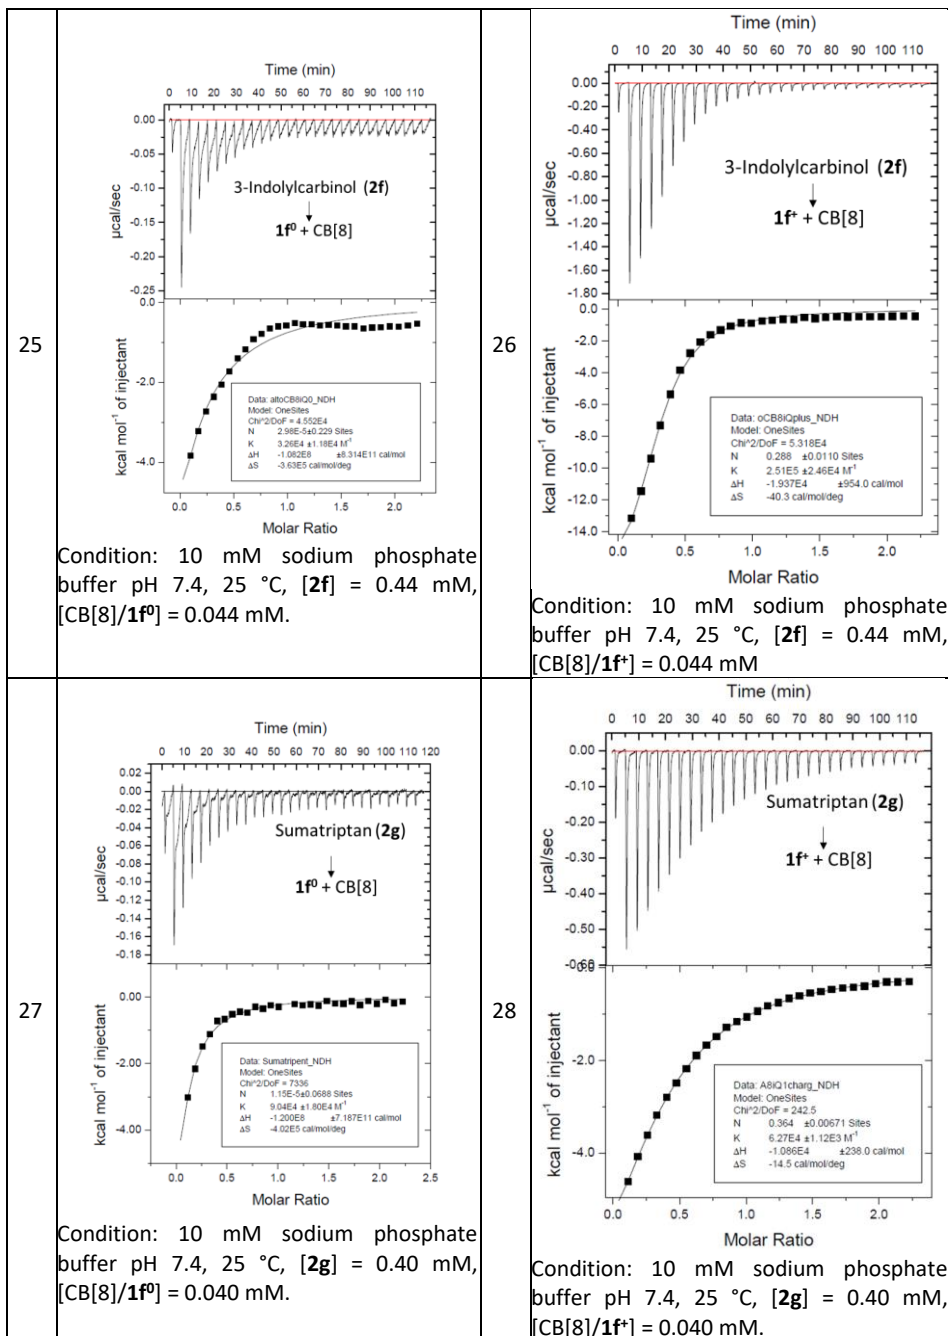 25
Time (min)
0 10 20 30 40 50 60 70 80 90 100 110
0.00
-0.05
-0.10
-0.15
-0.20
-0.25
µcal/sec
3-Indolylcarbinol (2f)
1f⁰ + CB[8]
0.0
-2.0
-4.0
kcal mol⁻¹ of injectant
Data: altoCB8iQ0_NDH
Model: OneSites
Chi^2/DoF = 4.552E4
N 2.98E-5±0.229 Sites
K 3.26E4 ±1.18E4 M⁻¹
ΔH -1.082E8 ±8.314E11 cal/mol
ΔS -3.63E5 cal/mol/deg
0.0 0.5 1.0 1.5 2.0
Molar Ratio
Condition: 10 mM sodium phosphate
buffer pH 7.4, 25 °C, [2f] = 0.44 mM,
[CB[8]/1f⁰] = 0.044 mM.
26
Time (min)
0 10 20 30 40 50 60 70 80 90 100 110
0.00
-0.20
-0.40
-0.60
-0.80
-1.00
-1.20
-1.40
-1.60
-1.80
µcal/sec
3-Indolylcarbinol (2f)
1f⁺ + CB[8]
0.0
-2.0
-4.0
-6.0
-8.0
-10.0
-12.0
-14.0
kcal mol⁻¹ of injectant
Data: oCB8iQplus_NDH
Model: OneSites
Chi^2/DoF = 5.318E4
N 0.288 ±0.0110 Sites
K 2.51E5 ±2.46E4 M⁻¹
ΔH -1.937E4 ±954.0 cal/mol
ΔS -40.3 cal/mol/deg
0.0 0.5 1.0 1.5 2.0
Molar Ratio
Condition: 10 mM sodium phosphate
buffer pH 7.4, 25 °C, [2f] = 0.44 mM,
[CB[8]/1f⁺] = 0.044 mM
27
Time (min)
0 10 20 30 40 50 60 70 80 90 100 110 120
0.02
0.00
-0.02
-0.04
-0.06
-0.08
-0.10
-0.12
-0.14
-0.16
-0.18
µcal/sec
Sumatriptan (2g)
1f⁰ + CB[8]
0.00
-2.00
-4.00
kcal mol⁻¹ of injectant
Data: Sumatripent_NDH
Model: OneSites
Chi^2/DoF = 7336
N 1.15E-5±0.0688 Sites
K 9.04E4 ±1.80E4 M⁻¹
ΔH -1.200E8 ±7.187E11 cal/mol
ΔS -4.02E5 cal/mol/deg
0.0 0.5 1.0 1.5 2.0 2.5
Molar Ratio
Condition: 10 mM sodium phosphate
buffer pH 7.4, 25 °C, [2g] = 0.40 mM,
[CB[8]/1f⁰] = 0.040 mM.
28
Time (min)
0 10 20 30 40 50 60 70 80 90 100 110
0.00
-0.10
-0.20
-0.30
-0.40
-0.50
-0.60
µcal/sec
Sumatriptan (2g)
1f⁺ + CB[8]
0.0
-2.0
-4.0
kcal mol⁻¹ of injectant
Data: A8iQ1charg_NDH
Model: OneSites
Chi^2/DoF = 242.5
N 0.364 ±0.00671 Sites
K 6.27E4 ±1.12E3 M⁻¹
ΔH -1.086E4 ±238.0 cal/mol
ΔS -14.5 cal/mol/deg
0.0 0.5 1.0 1.5 2.0
Molar Ratio
Condition: 10 mM sodium phosphate
buffer pH 7.4, 25 °C, [2g] = 0.40 mM,
[CB[8]/1f⁺] = 0.040 mM.